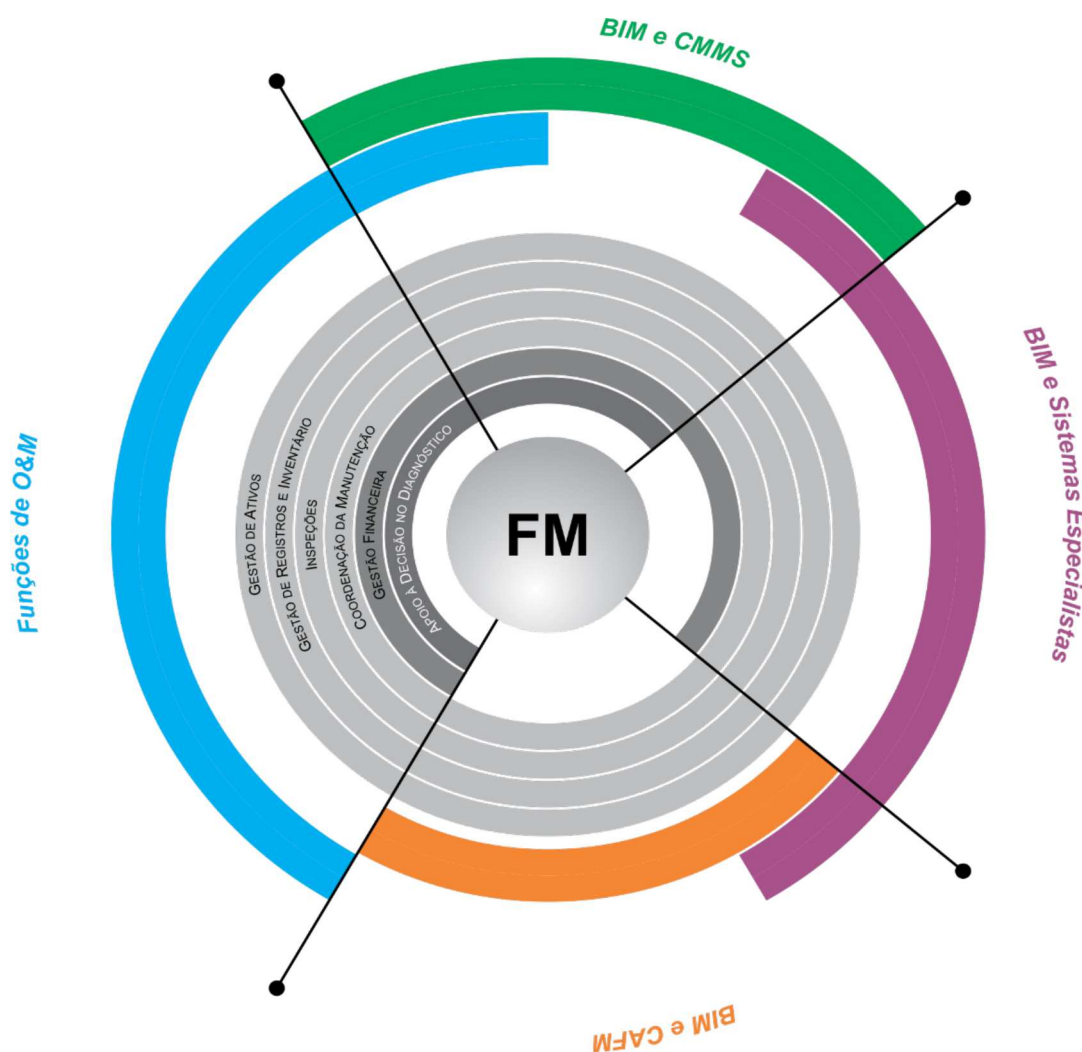 BIM e CMMS
BIM e Sistemas Especialistas
BIM e CAFM
Funções de O&M
GESTÃO DE ATIVOS
GESTÃO DE REGISTROS E INVENTÁRIO
INSPEÇÕES
COORDENAÇÃO DA MANUTENÇÃO
GESTÃO FINANCEIRA
APOIO A DECISÃO NO DIAGNÓSTICO
FM